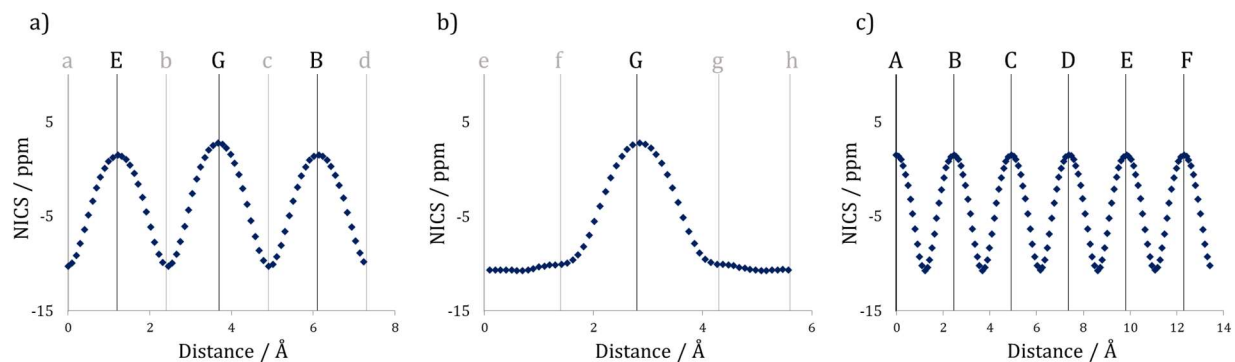 a)
a E b G c B d
5
-5
-15
NICS / ppm
0 2 4 6 8
Distance / Å
b)
e f G g h
5
-5
-15
NICS / ppm
0 2 4 6
Distance / Å
c)
A B C D E F
5
-5
-15
NICS / ppm
0 2 4 6 8 10 12 14
Distance / Å